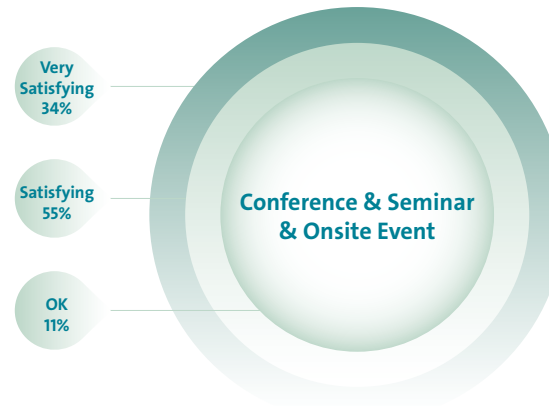 Very
Satisfying
34%
Satisfying
55%
OK
11%
Conference & Seminar
& Onsite Event